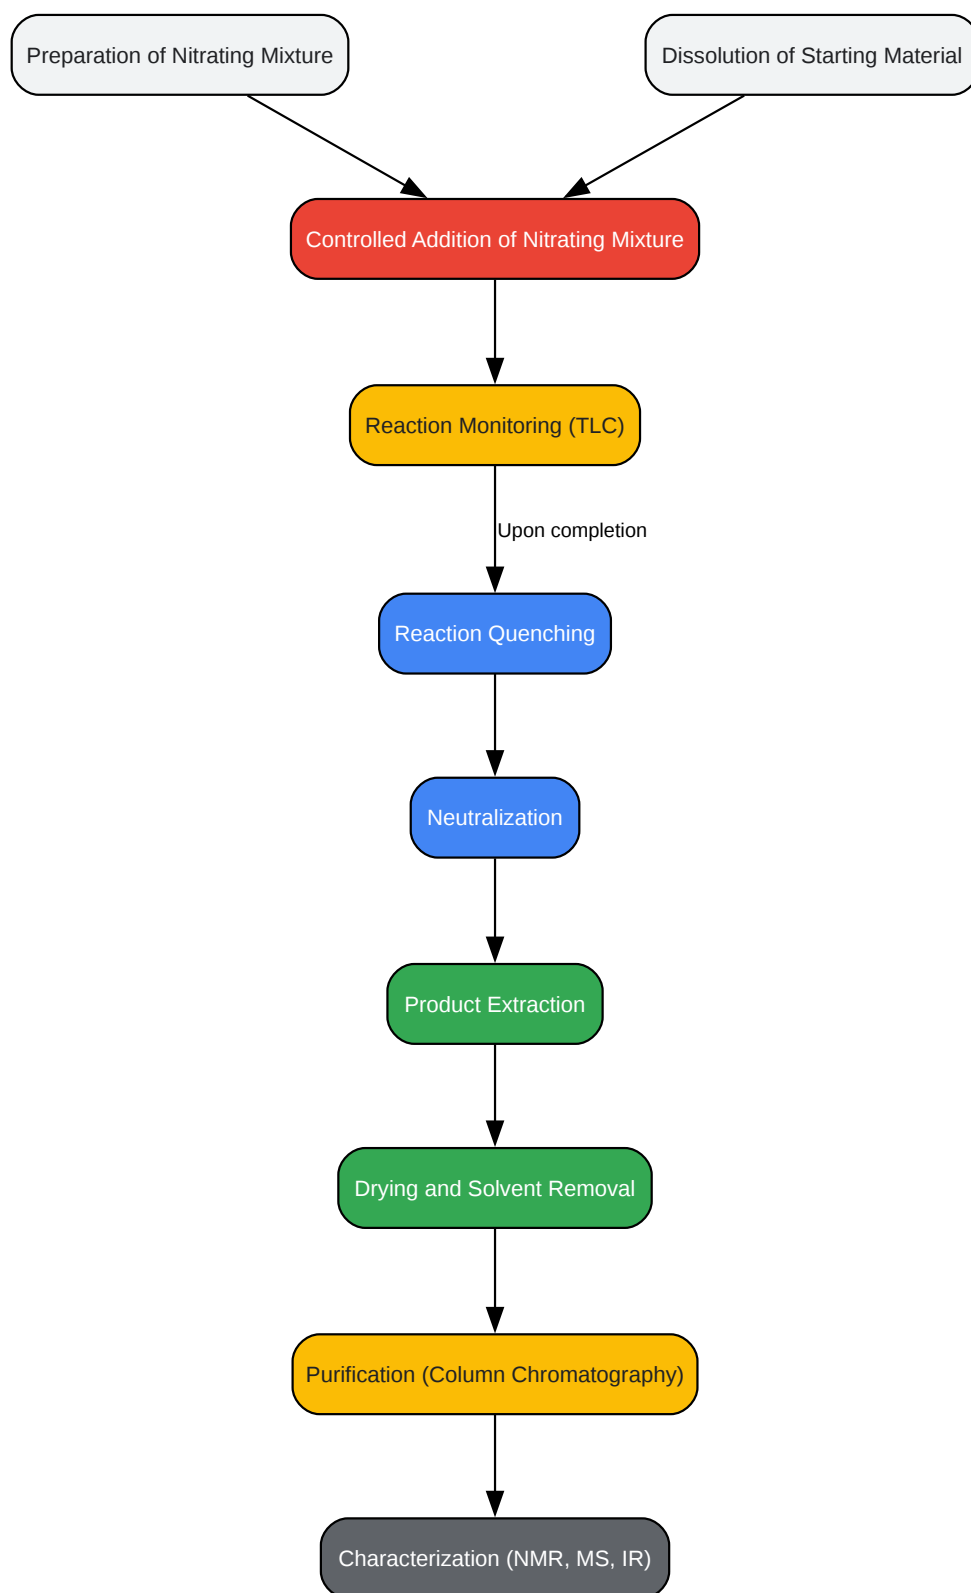 Preparation of Nitrating Mixture
Dissolution of Starting Material
Controlled Addition of Nitrating Mixture
Reaction Monitoring (TLC)
Upon completion
Reaction Quenching
Neutralization
Product Extraction
Drying and Solvent Removal
Purification (Column Chromatography)
Characterization (NMR, MS, IR)